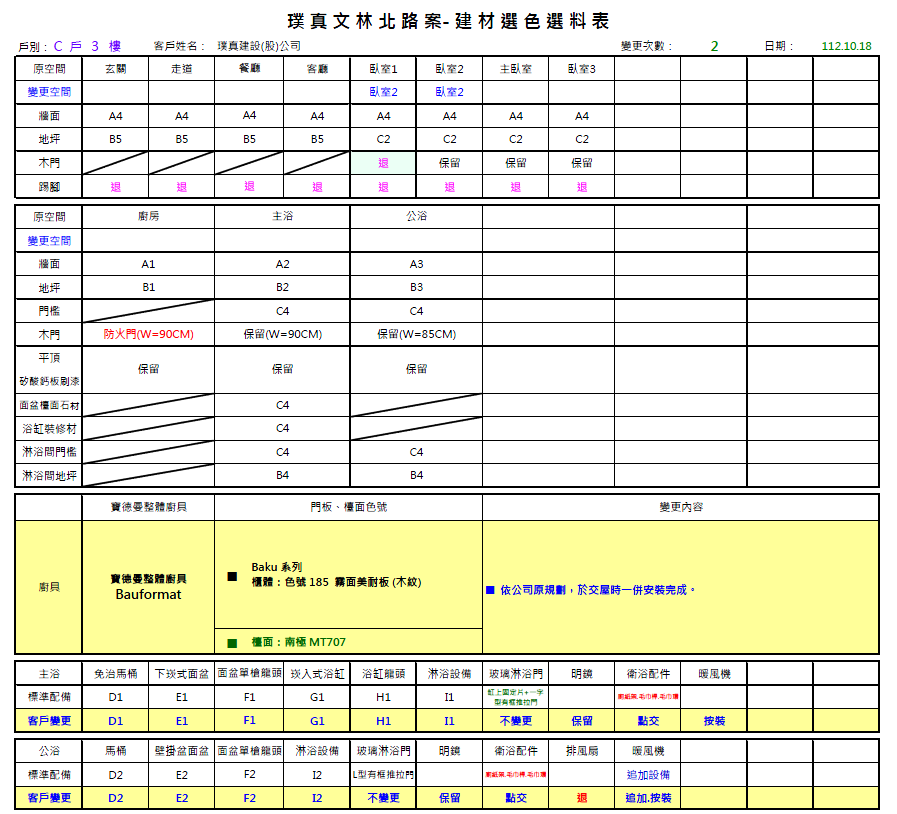 璞真文林北路案-建材選色選料表
戶別：C 戶 3 樓 客戶姓名： 璞真建設(股)公司 變更次數： 2 日期： 112.10.18
原空間 玄關 走道 餐廳 客廳 臥室1 臥室2 主臥室 臥室3
變更空間 臥室2 臥室2
牆面 A4 A4 A4 A4 A4 A4 A4 A4
地坪 B5 B5 B5 B5 C2 C2 C2 C2
木門 退 保留 保留 保留
踢腳 退 退 退 退 退 退 退 退
原空間 廚房 主浴 公浴
變更空間
牆面 A1 A2 A3
地坪 B1 B2 B3
門檻 C4 C4
木門 防火門(W=90CM) 保留(W=90CM) 保留(W=85CM)
平頂
矽酸鈣板刷漆 保留 保留 保留
面盆檯面石材 C4
浴缸裝修材 C4
淋浴間門檻 C4 C4
淋浴間地坪 B4 B4
寶德曼整體廚具 門板、檯面色號 變更內容
廚具 寶德曼整體廚具
Bauformat
■ Baku 系列
櫃體：色號 185 霧面美耐板 (木紋)
■ 檯面：南極 MT707
■ 依公司原規劃，於交屋時一併安裝完成。
主浴 免治馬桶 下崁式面盆 面盆單槍龍頭 崁入式浴缸 浴缸龍頭 淋浴設備 玻璃淋浴門 明鏡 衛浴配件 暖風機
標準配備 D1 E1 F1 G1 H1 I1 缸上固定片+一字型有框推拉門 廁紙架.毛巾桿.毛巾環
客戶變更 D1 E1 F1 G1 H1 I1 不變更 保留 點交 按裝
公浴 馬桶 壁掛盆面盆 面盆單槍龍頭 淋浴設備 玻璃淋浴門 明鏡 衛浴配件 排風扇 暖風機
標準配備 D2 E2 F2 I2 L型有框推拉門 廁紙架.毛巾桿.毛巾環 追加設備
客戶變更 D2 E2 F2 I2 不變更 保留 點交 退 追加.按裝